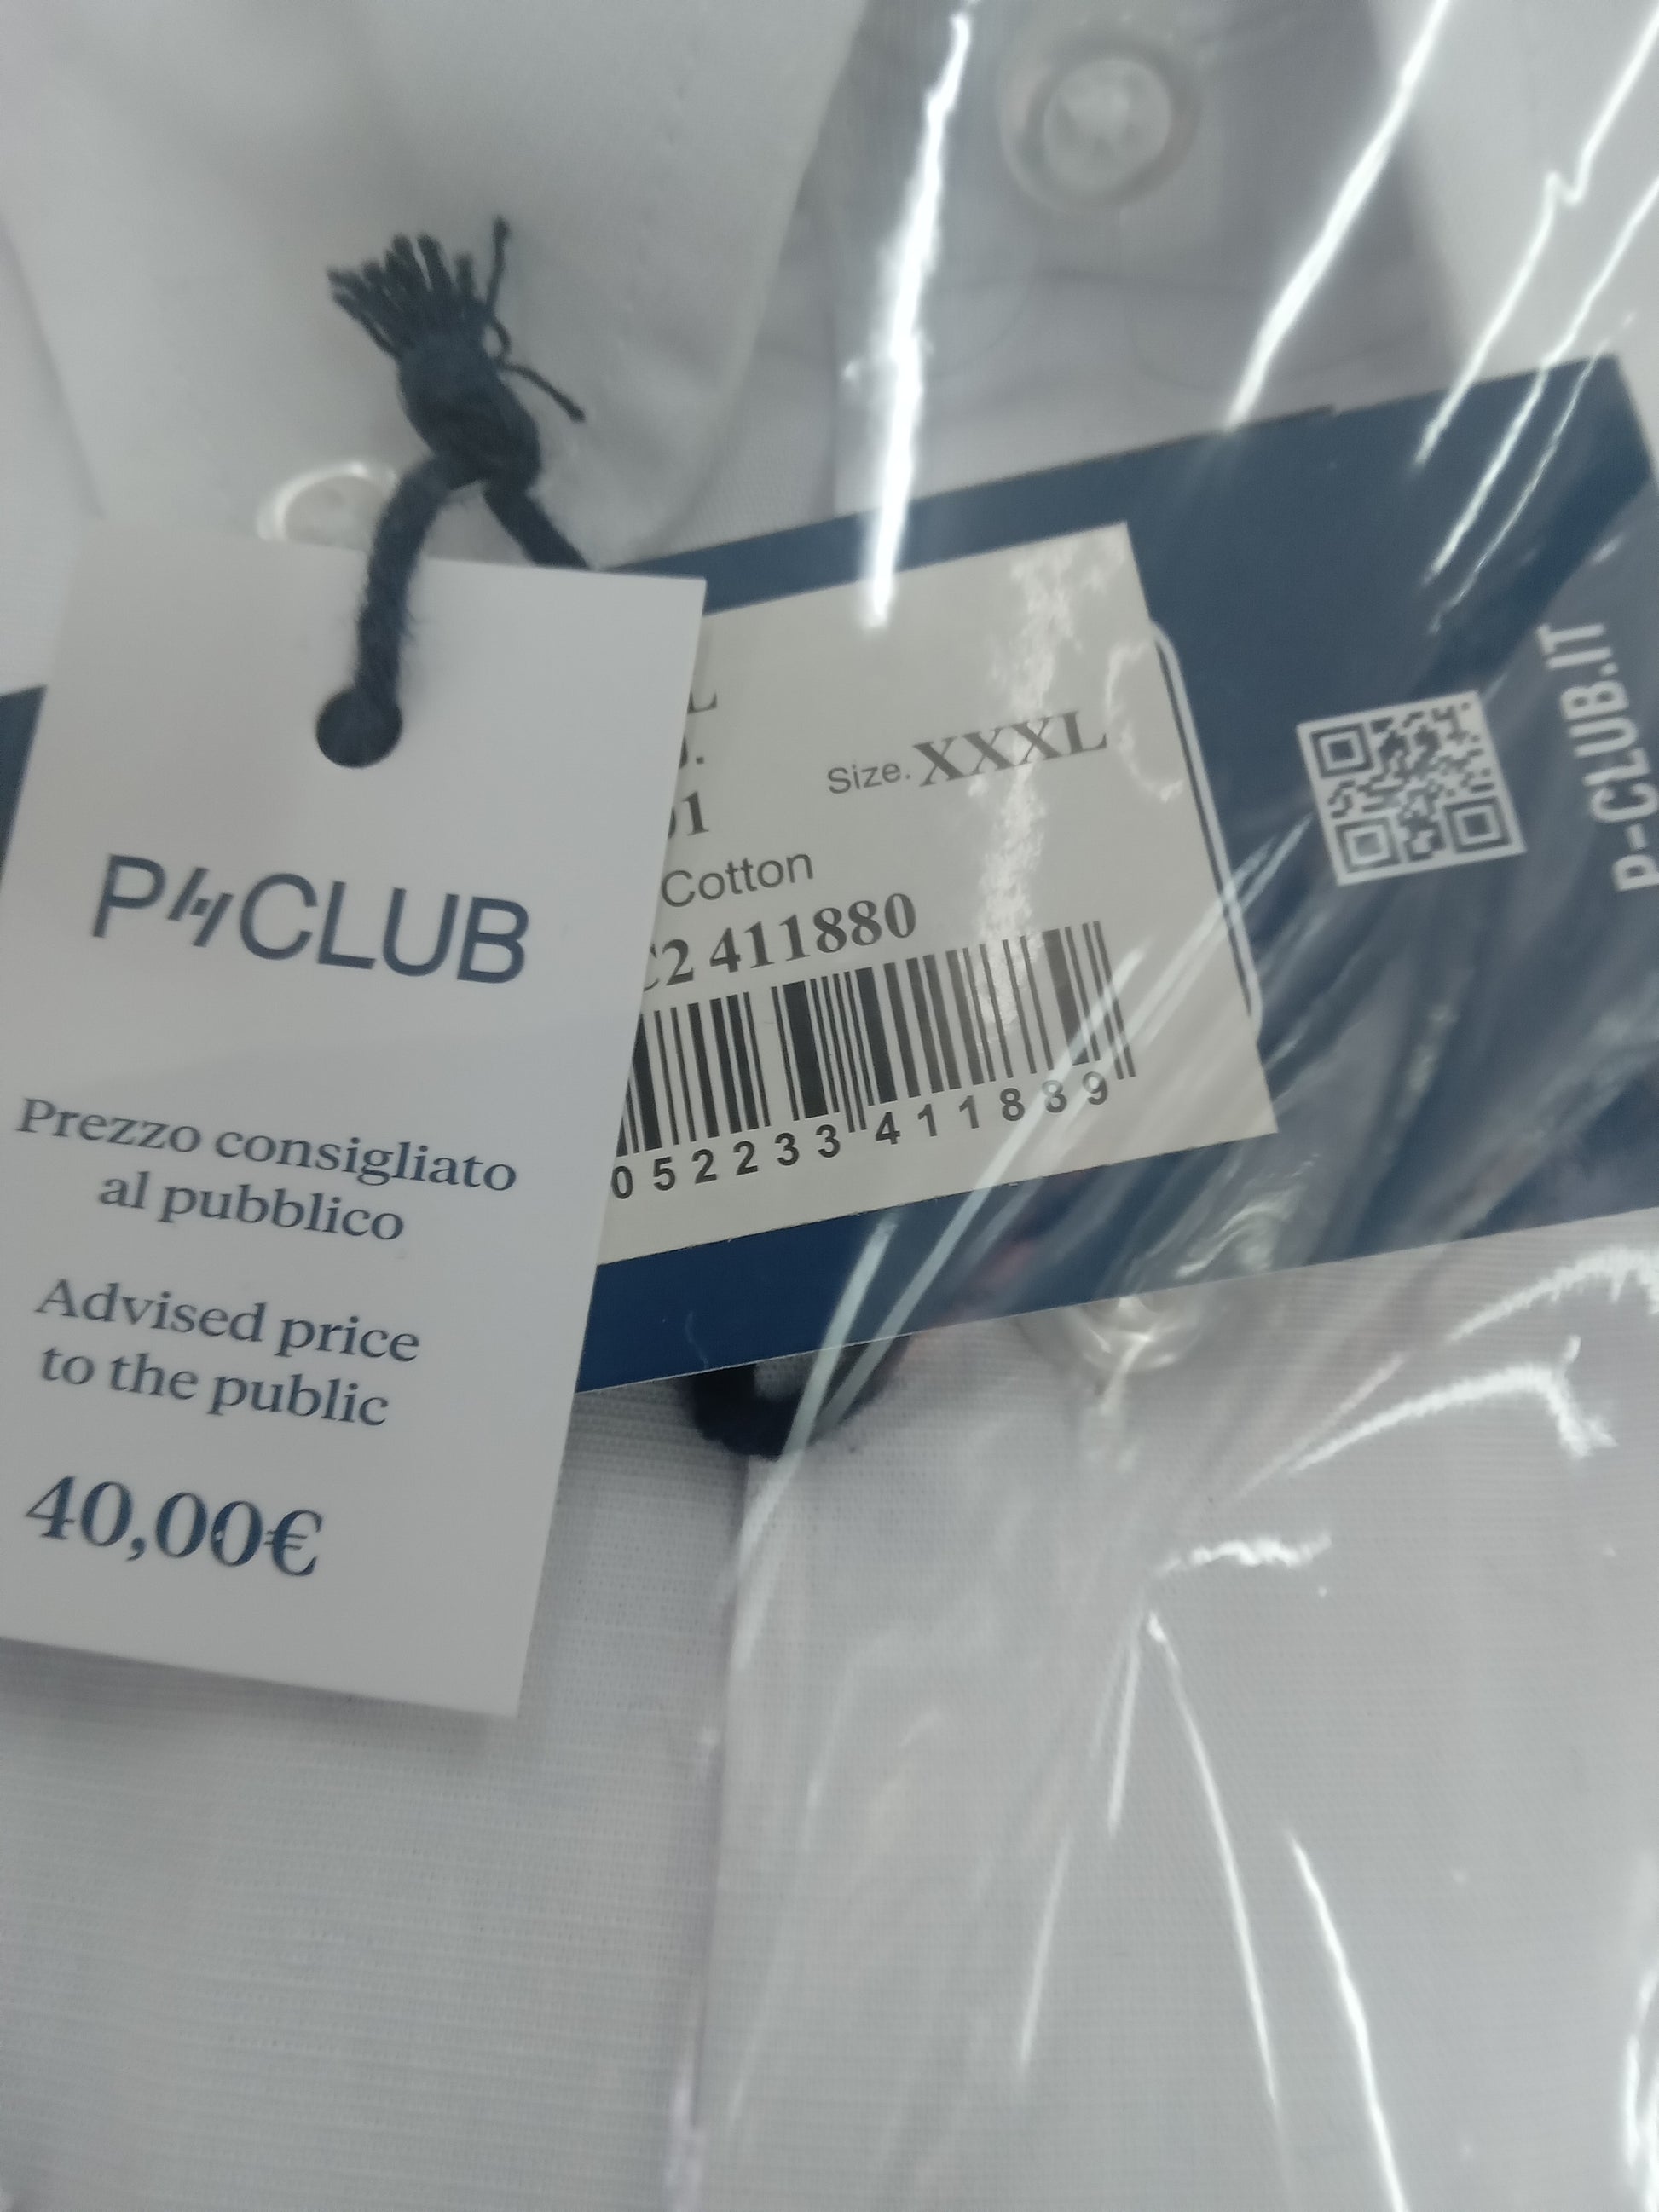 P CLUB
Prezzo consigliato
al pubblico
Advised price
to the public
40,00€
Size. XXXL
Cotton
C2 411880
052233 411889
P-CLUB.IT